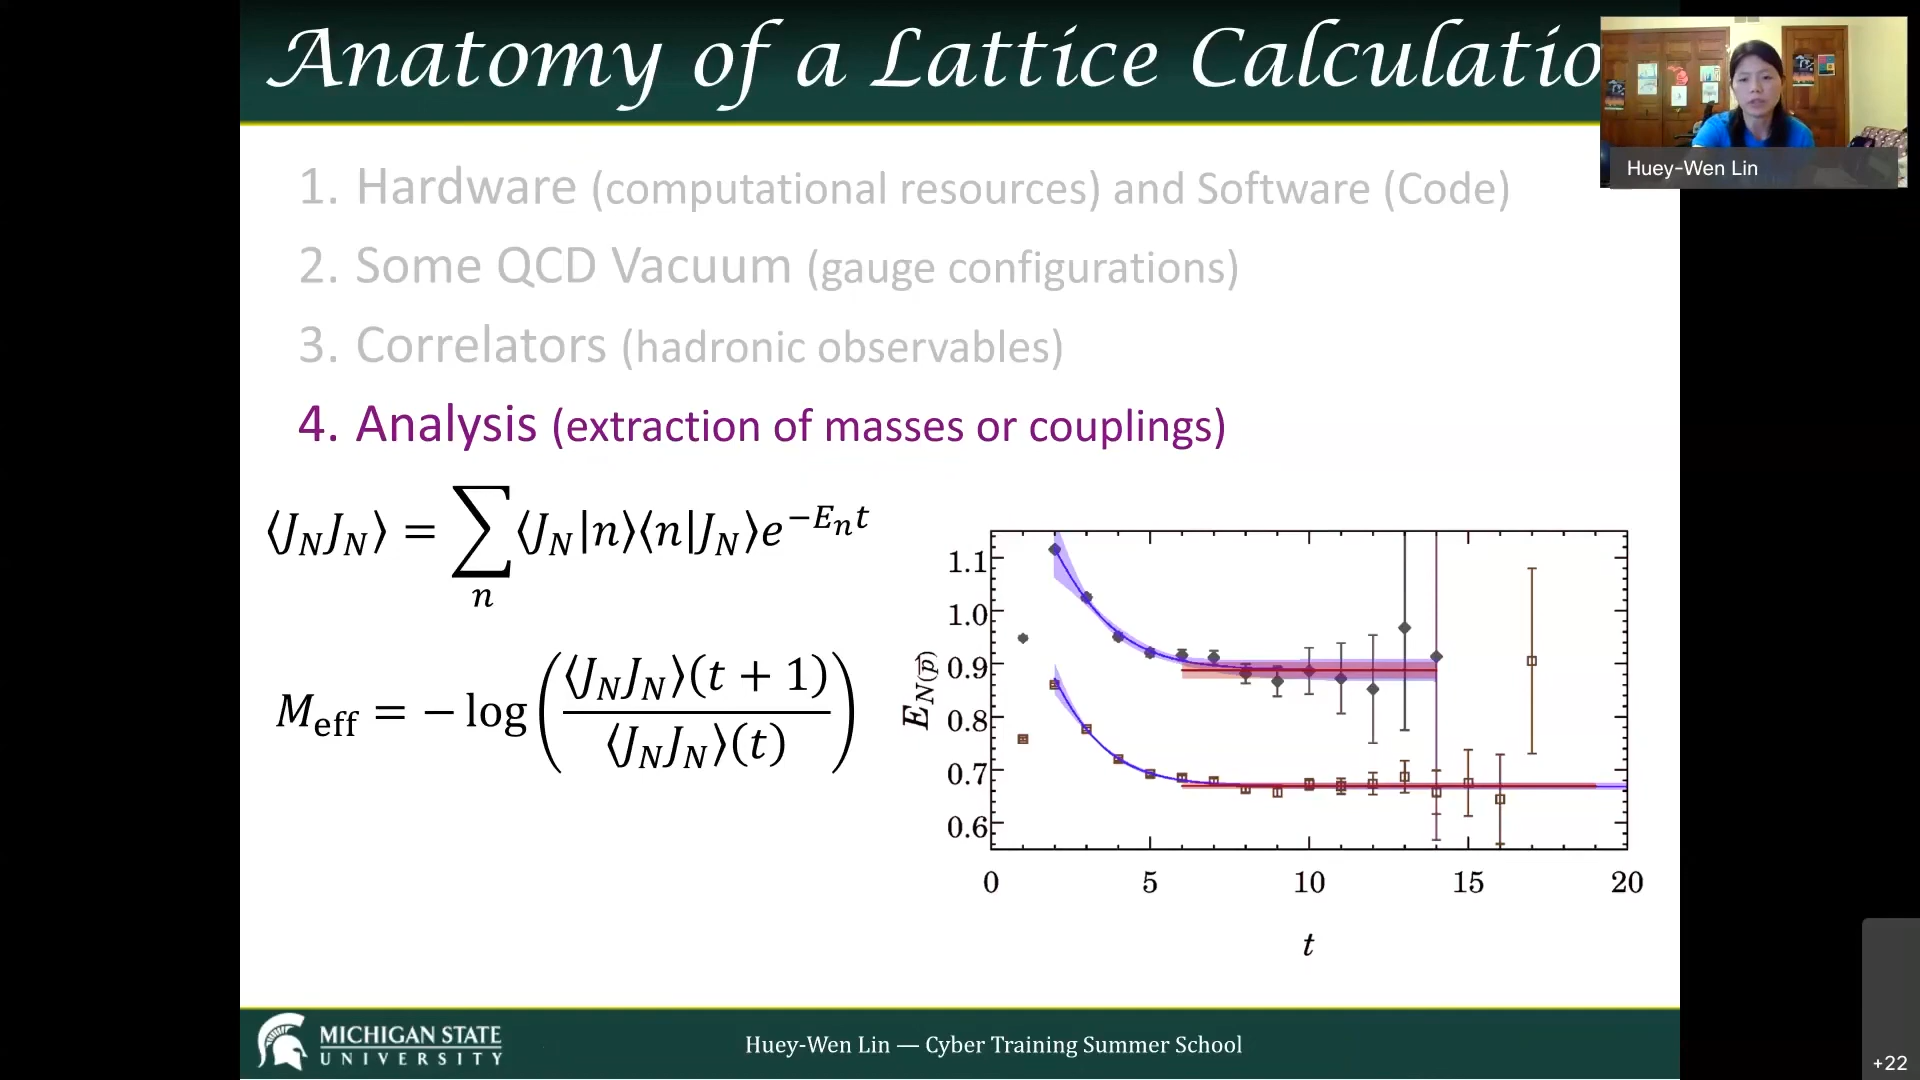 Anatomy of a Lattice Calculatio
Huey-Wen Lin
1. Hardware (computational resources) and Software (Code)
2. Some QCD Vacuum (gauge configurations)
3. Correlators (hadronic observables)
4. Analysis (extraction of masses or couplings)
⟨J_N J_N⟩ = ∑_n ⟨J_N|n⟩⟨n|J_N⟩e^{−E_n t}
M_eff = − log(⟨J_N J_N⟩(t + 1) / ⟨J_N J_N⟩(t))
E_N(p⃗)
1.1
1.0
0.9
0.8
0.7
0.6
0 5 10 15 20
t
MICHIGAN STATE
UNIVERSITY
Huey-Wen Lin — Cyber Training Summer School
+22